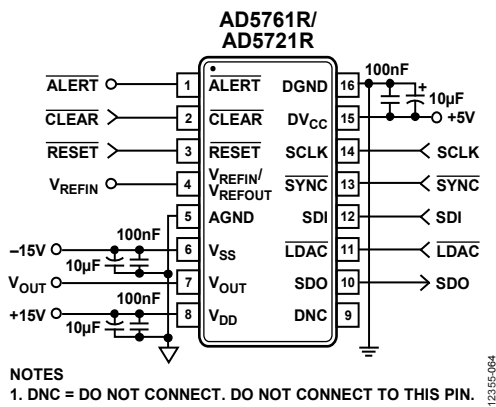 AD5761R/
AD5721R
ALERT
1
ALERT
CLEAR
2
CLEAR
RESET
3
RESET
VREFIN
4
VREFIN/
VREFOUT
5
AGND
–15V
10µF
100nF
6
VSS
VOUT
7
VOUT
+15V
10µF
100nF
8
VDD
DGND
16
100nF
+
10µF
DVCC
15
+5V
SCLK
14
SCLK
SYNC
13
SYNC
SDI
12
SDI
LDAC
11
LDAC
SDO
10
SDO
DNC
9
NOTES
1. DNC = DO NOT CONNECT. DO NOT CONNECT TO THIS PIN.
12355-064